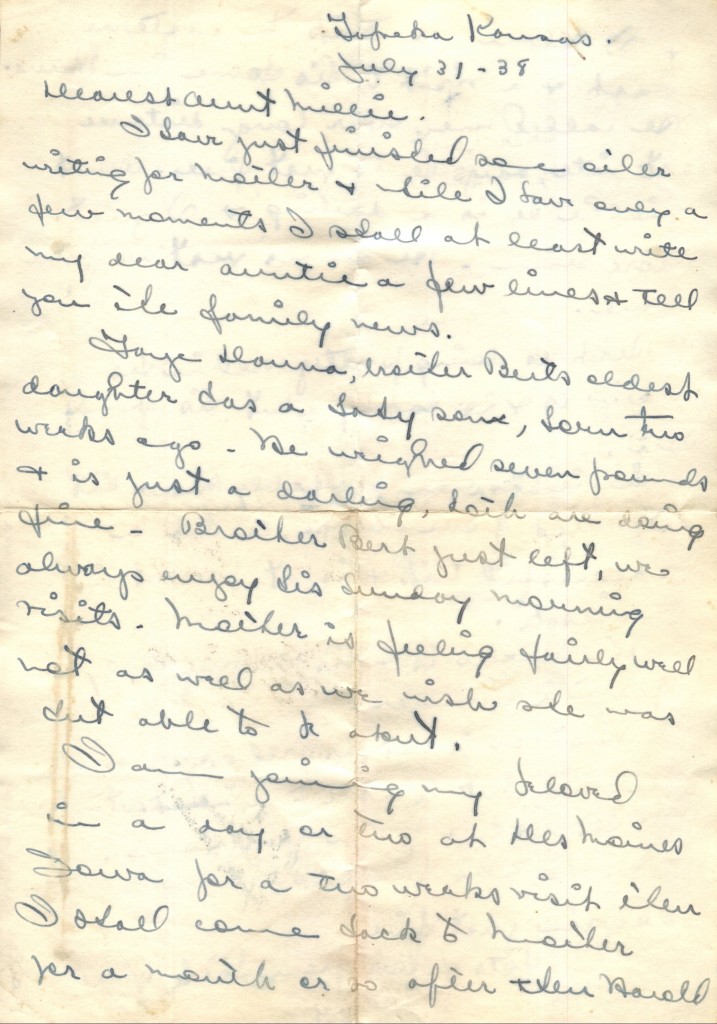 Topeka Kansas.
July 31-38
Dearest Aunt Millie.
I have just finished some other
writing for Mother & while I have only a
few moments I shall at least write
my dear auntie a few lines & tell
you the family news.
Faye Donna, brother Berts oldest
daughter has a baby son, born two
weeks ago - He weighed seven pounds
& is just a darling, both are doing
fine - Brother Bert just left, we
always enjoy his Sunday morning
visits. Mother is feeling fairly well
not as well as we wish she was
but able to be about.
I am joining my beloved
in a day or two at Des Moines
Iowa for a two weeks visit then
I shall come back to Mother
for a month or so after then Harold